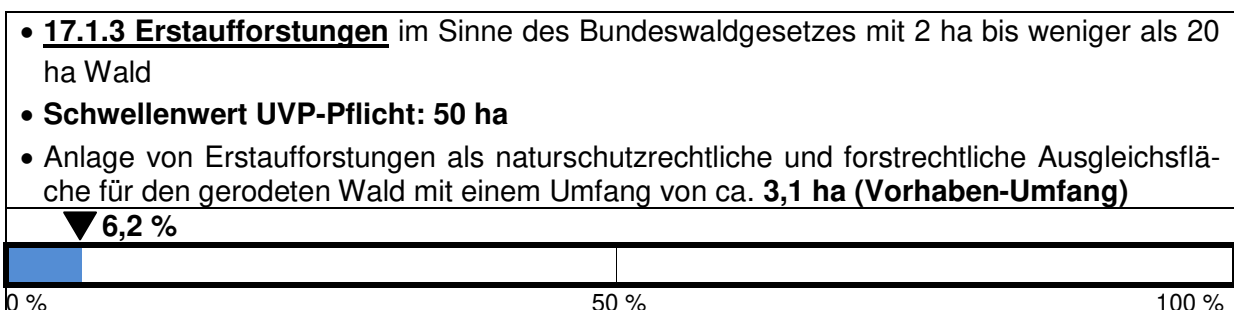 • 17.1.3 Erstaufforstungen im Sinne des Bundeswaldgesetzes mit 2 ha bis weniger als 20
ha Wald
• Schwellenwert UVP-Pflicht: 50 ha
• Anlage von Erstaufforstungen als naturschutzrechtliche und forstrechtliche Ausgleichsflä-
che für den gerodeten Wald mit einem Umfang von ca. 3,1 ha (Vorhaben-Umfang)
6,2 %
0 % 50 % 100 %